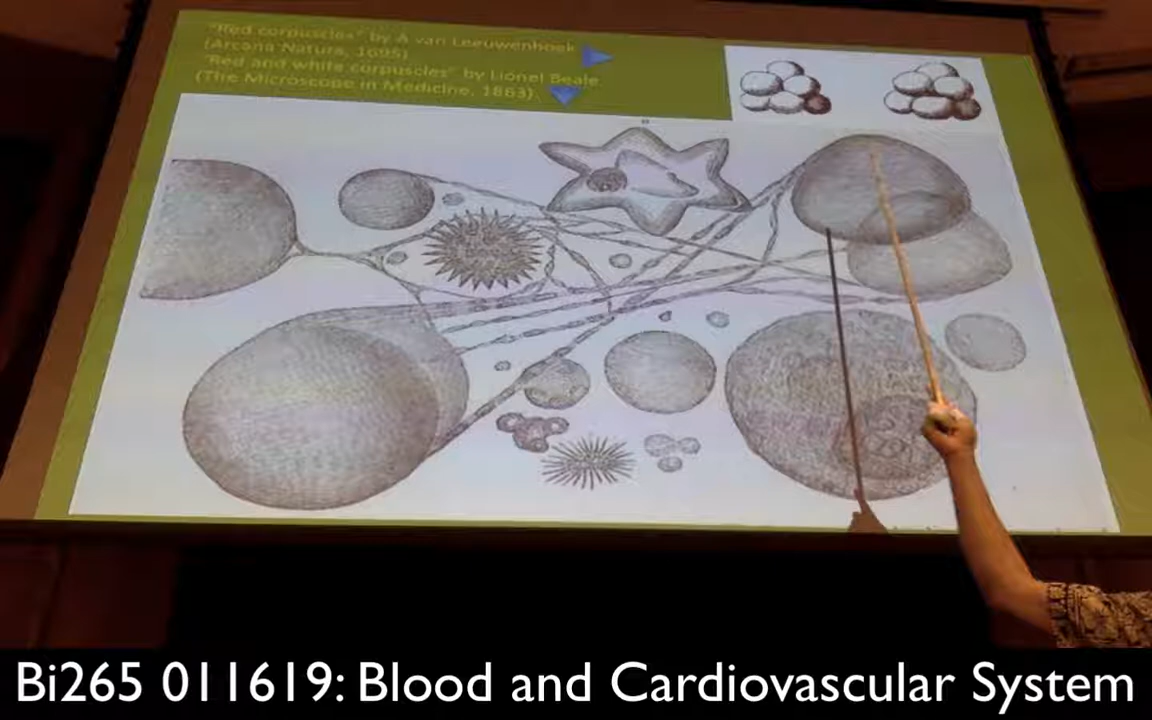 "Red corpuscles" by A van Leeuwenhoek
(Arcana Natura, 1695)
"Red and white corpuscles" by Lionel Beale
(The Microscope in Medicine, 1863).
Bi265 011619: Blood and Cardiovascular System